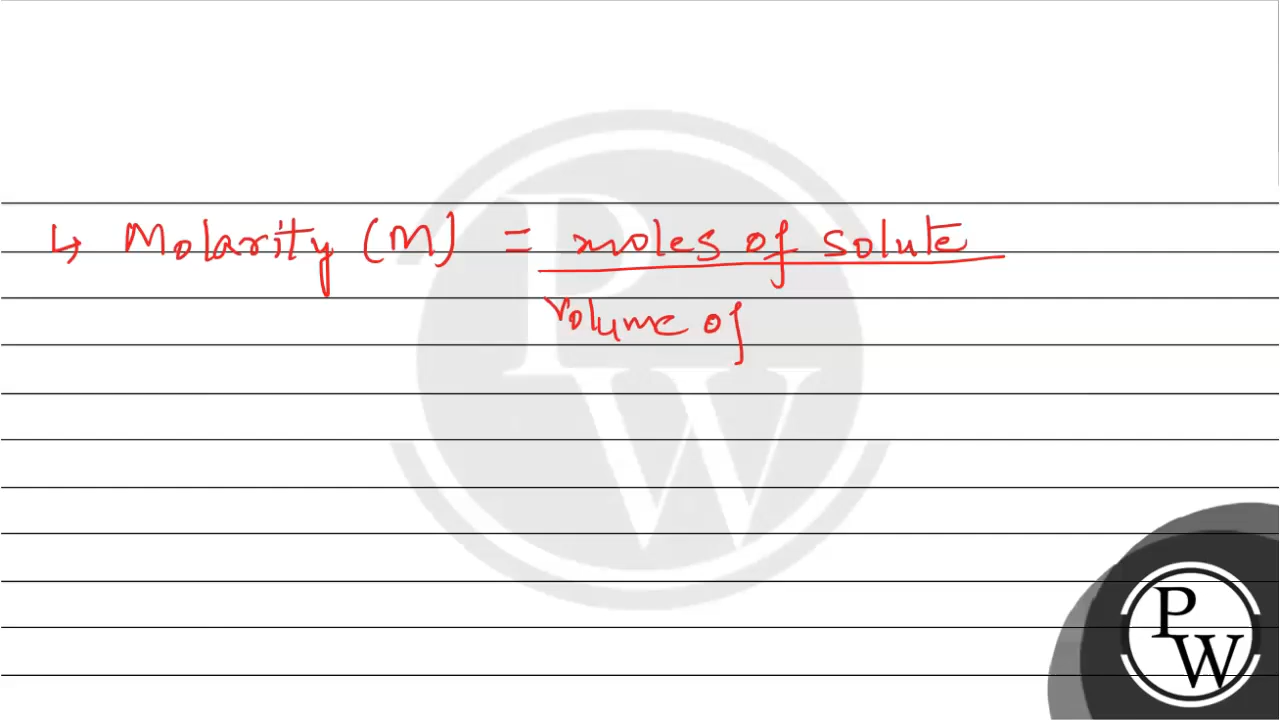 ↳ Molarity (M) = moles of solute
volume of
P
W
P
W